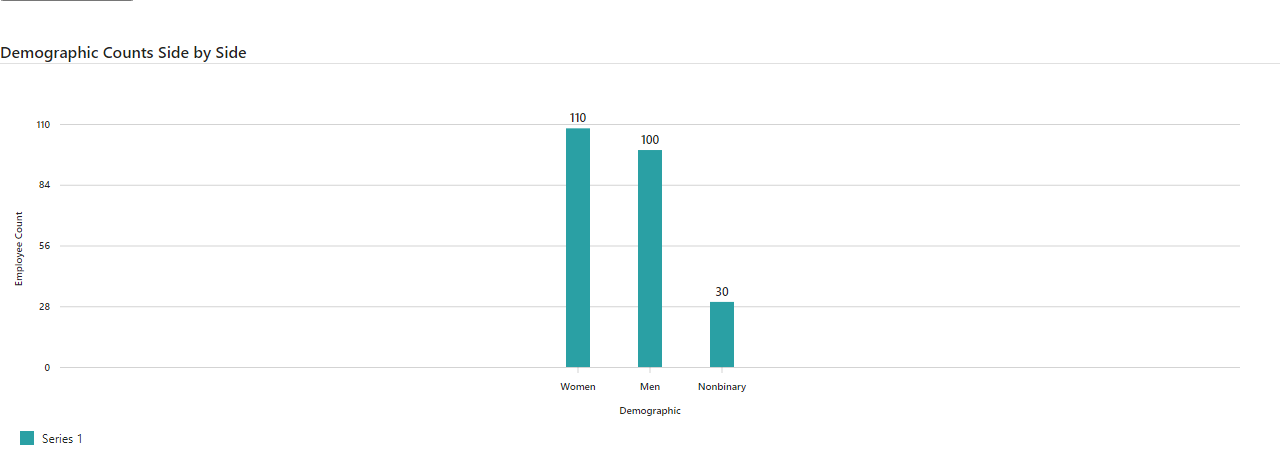 Demographic Counts Side by Side
110
100
30
110
84
56
28
0
Employee Count
Women Men Nonbinary
Demographic
Series 1